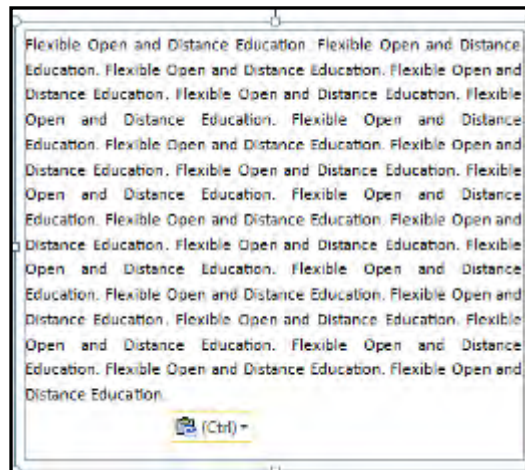 Flexible Open and Distance Education. Flexible Open and Distance
Education. Flexible Open and Distance Education. Flexible Open and
Distance Education. Flexible Open and Distance Education. Flexible
Open and Distance Education. Flexible Open and Distance
Education. Flexible Open and Distance Education. Flexible Open and
Distance Education. Flexible Open and Distance Education. Flexible
Open and Distance Education. Flexible Open and Distance
Education. Flexible Open and Distance Education. Flexible Open and
Distance Education. Flexible Open and Distance Education. Flexible
Open and Distance Education. Flexible Open and Distance
Education. Flexible Open and Distance Education. Flexible Open and
Distance Education. Flexible Open and Distance Education. Flexible
Open and Distance Education. Flexible Open and Distance
Education. Flexible Open and Distance Education. Flexible Open and
Distance Education.
(Ctrl)